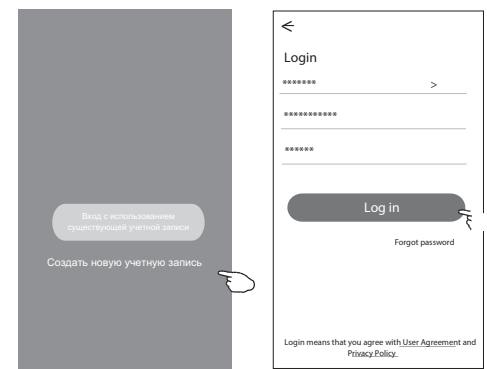 Вход с использованием
существующей учетной записи
Создать новую учетную запись
Login
******* >
***********
******
Log in
Forgot password
Login means that you agree with User Agreement and
Privacy Policy